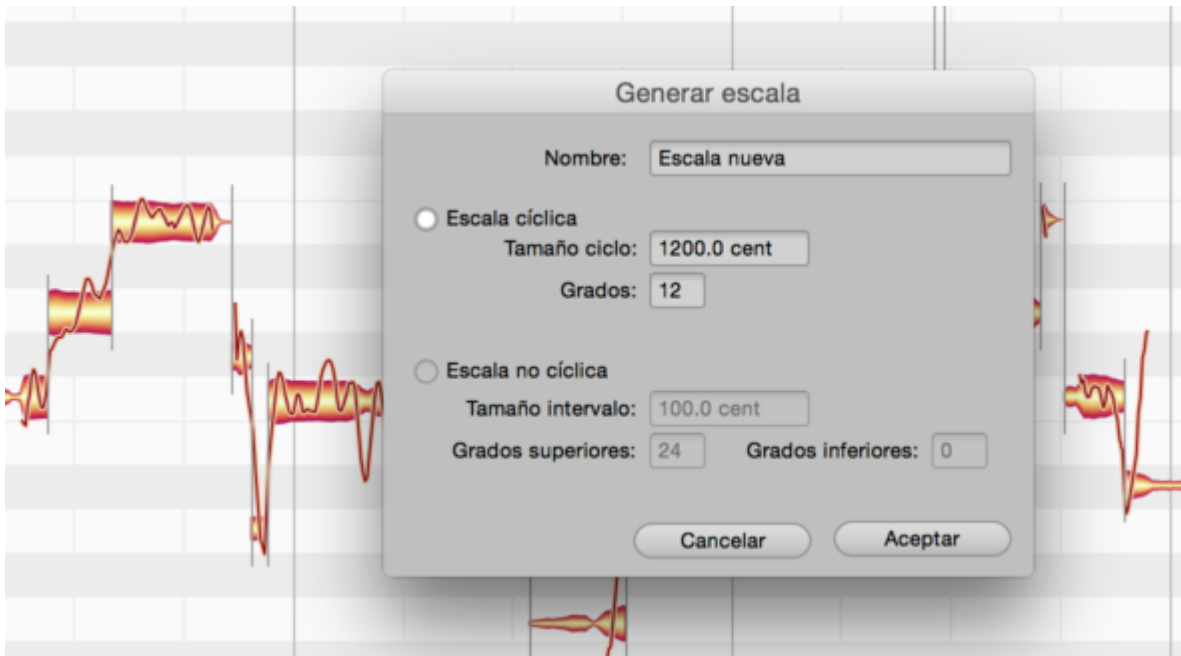 Generar escala
Nombre: Escala nueva
Escala cíclica
Tamaño ciclo: 1200.0 cent
Grados: 12
Escala no cíclica
Tamaño intervalo: 100.0 cent
Grados superiores: 24 Grados inferiores: 0
Cancelar Aceptar